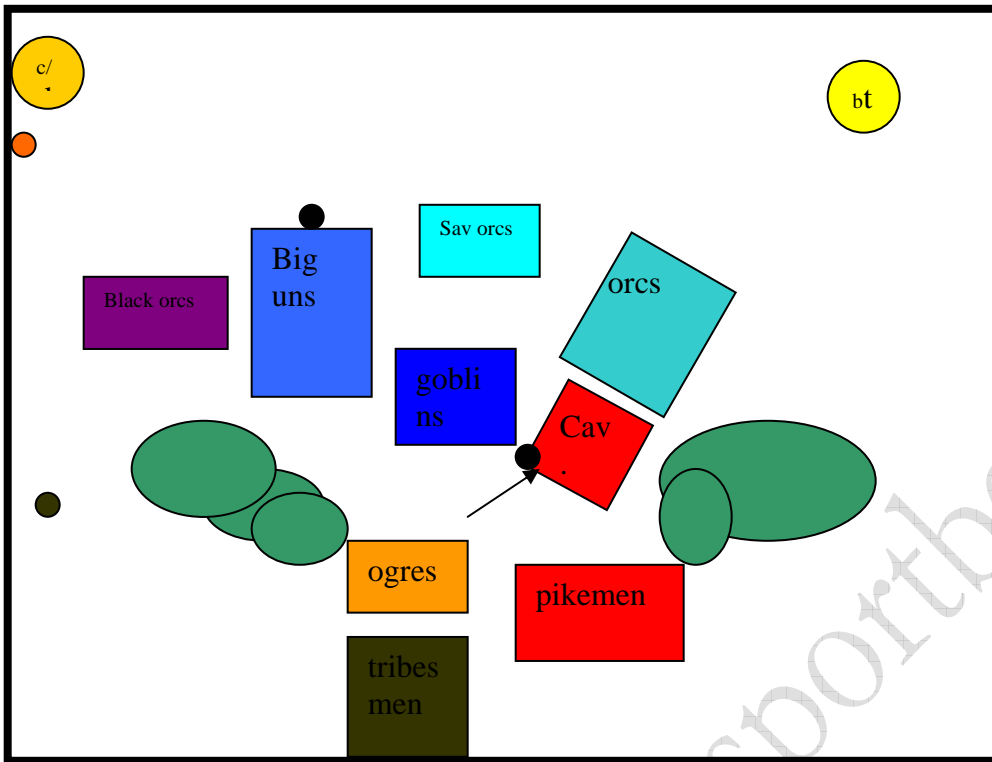 c/
bt
Sav orcs
Big
uns
orcs
Black orcs
gobli
ns
Cav
.
ogres
pikemen
tribes
men